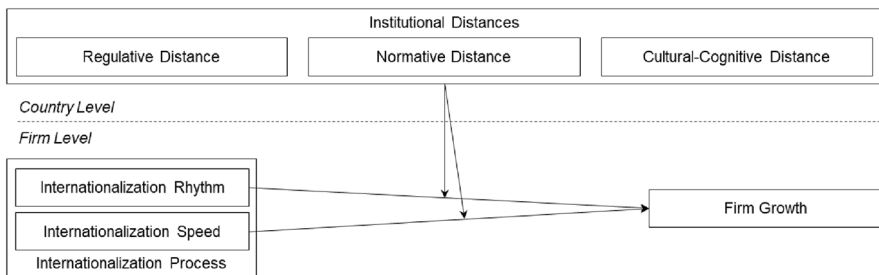 Institutional Distances
Regulative Distance
Normative Distance
Cultural-Cognitive Distance
Country Level
Firm Level
Internationalization Rhythm
Internationalization Speed
Internationalization Process
Firm Growth